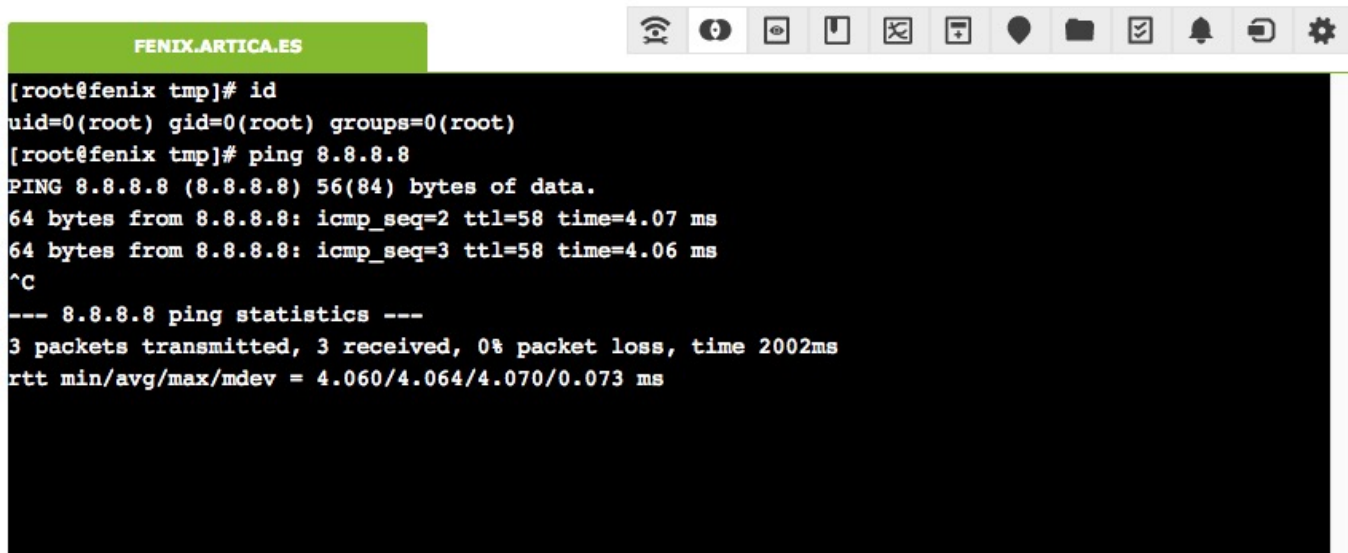 FENIX.ARTICA.ES
[root@fenix tmp]# id
uid=0(root) gid=0(root) groups=0(root)
[root@fenix tmp]# ping 8.8.8.8
PING 8.8.8.8 (8.8.8.8) 56(84) bytes of data.
64 bytes from 8.8.8.8: icmp_seq=2 ttl=58 time=4.07 ms
64 bytes from 8.8.8.8: icmp_seq=3 ttl=58 time=4.06 ms
^C
--- 8.8.8.8 ping statistics ---
3 packets transmitted, 3 received, 0% packet loss, time 2002ms
rtt min/avg/max/mdev = 4.060/4.064/4.070/0.073 ms